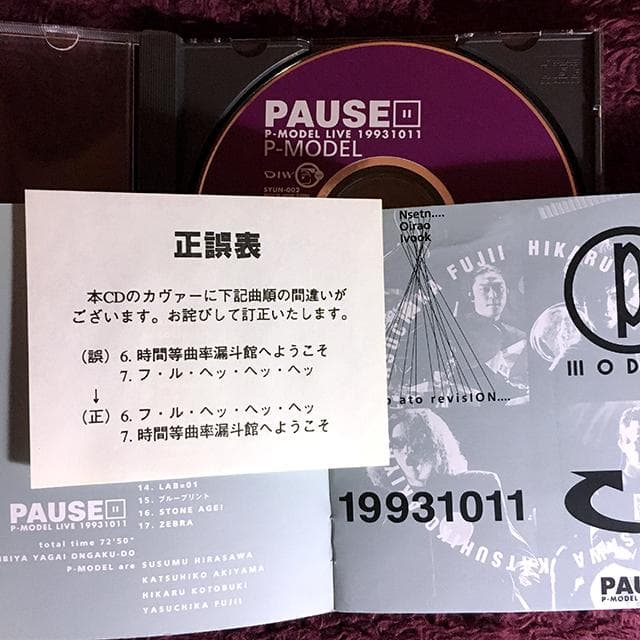 PAUSE
P-MODEL LIVE 19931011
P-MODEL
DIW
SYUN-002
正誤表
本CDのカヴァーに下記曲順の間違いが
ございます。お詫びして訂正いたします。
(誤) 6. 時間等曲率漏斗館へようこそ
7. フ・ル・ヘッ・ヘッ・ヘッ
↓
(正) 6. フ・ル・ヘッ・ヘッ・ヘッ
7. 時間等曲率漏斗館へようこそ
14. LAB=01
15. ブループリント
16. STONE AGE!
17. ZEBRA
PAUSE
P-MODEL LIVE 19931011
total time 72'50"
IBIYA YAGAI ONGAKU-DO
P-MODEL are SUSUMU HIRASAWA
KATSUHIKO AKIYAMA
HIKARU KOTOBUKI
YASUCHIKA FUJII
Nsetn....
Oirao
Ivook
FUJII
HIKARU
p
MOD
o ato revisION....
19931011
KATSUHIKO
PAU
P-MODEL